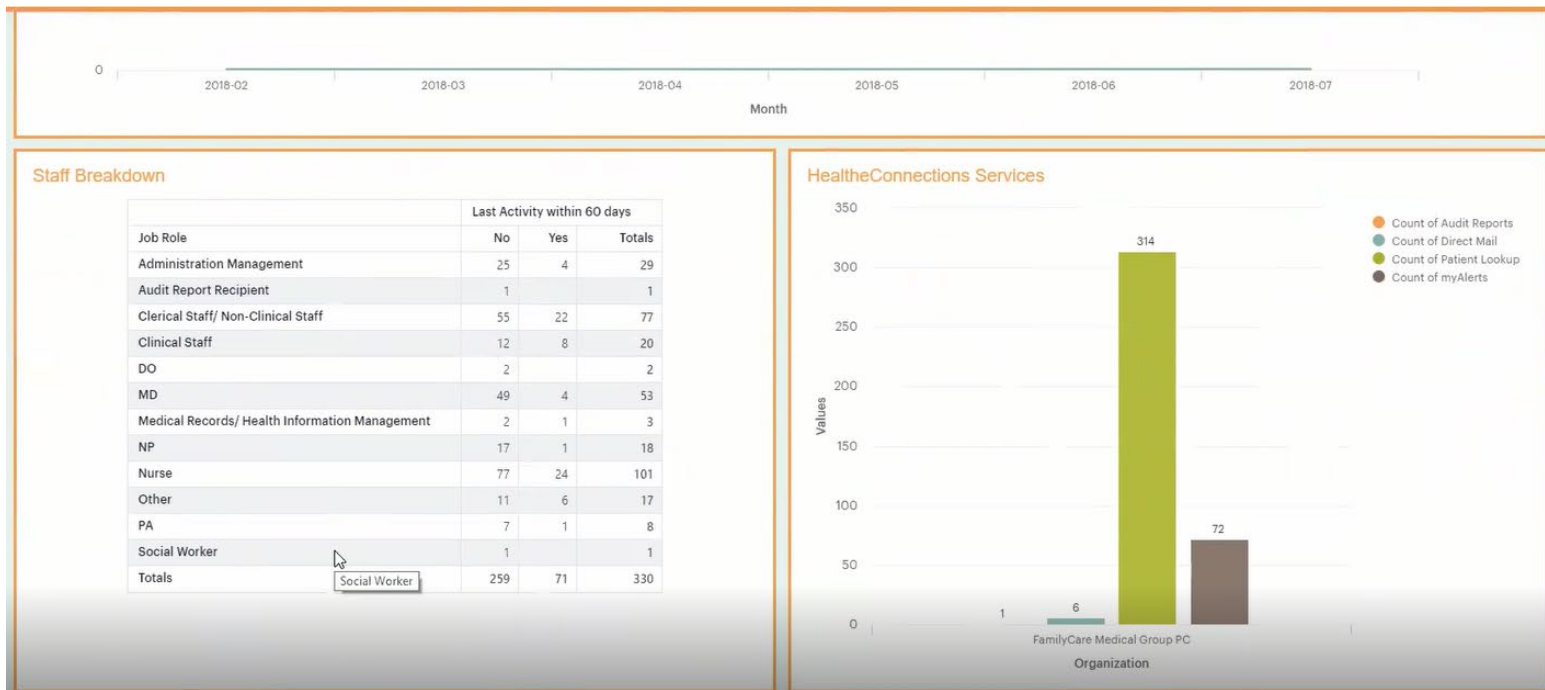 0
2018-02 2018-03 2018-04 2018-05 2018-06 2018-07
Month
Staff Breakdown
Last Activity within 60 days
Job Role No Yes Totals
Administration Management 25 4 29
Audit Report Recipient 1 1
Clerical Staff/ Non-Clinical Staff 55 22 77
Clinical Staff 12 8 20
DO 2 2
MD 49 4 53
Medical Records/ Health Information Management 2 1 3
NP 17 1 18
Nurse 77 24 101
Other 11 6 17
PA 7 1 8
Social Worker 1 1
Totals 259 71 330
Social Worker
HealtheConnections Services
350
300
250
200
150
100
50
0
Values
1
6
314
72
FamilyCare Medical Group PC
Organization
Count of Audit Reports
Count of Direct Mail
Count of Patient Lookup
Count of myAlerts